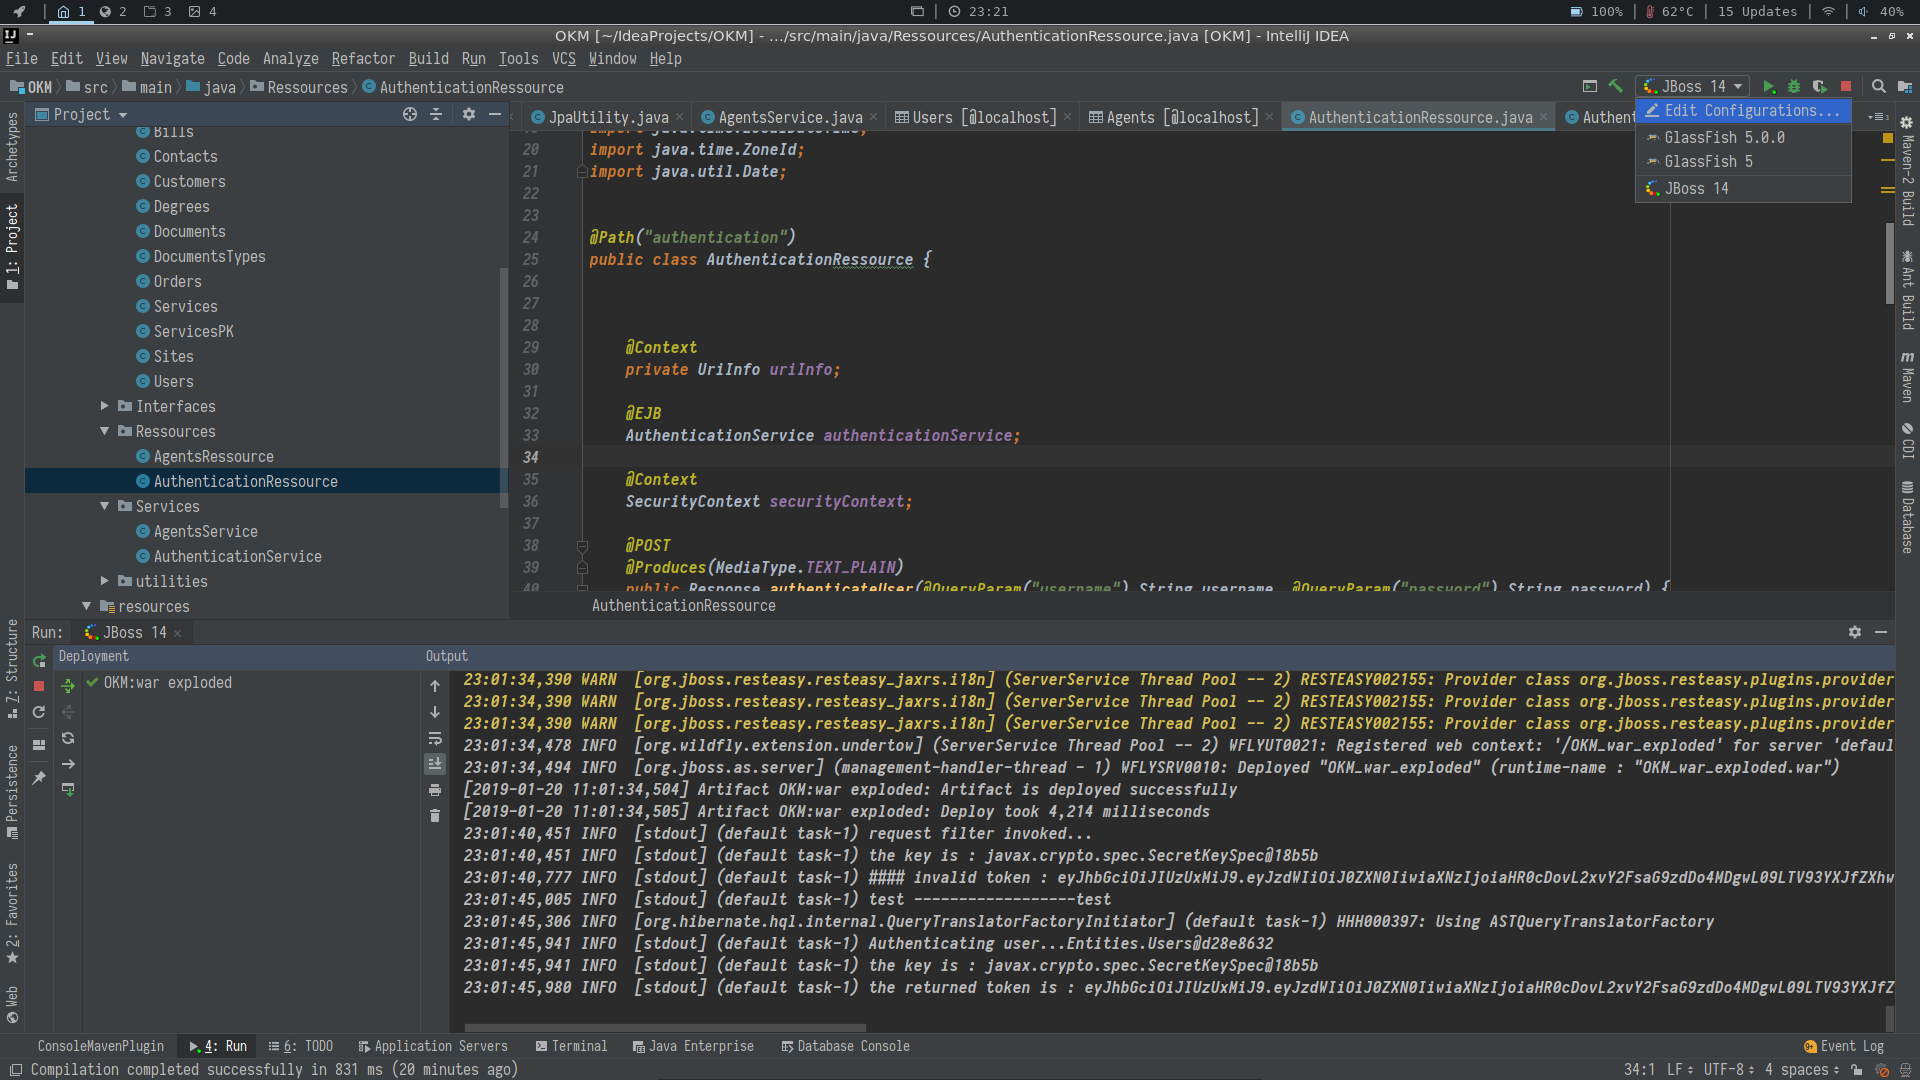 1 2 3 4
23:21
100% 62°C 15 Updates 40%
OKM [~/IdeaProjects/OKM] - .../src/main/java/Ressources/AuthenticationRessource.java [OKM] - IntelliJ IDEA
File Edit View Navigate Code Analyze Refactor Build Run Tools VCS Window Help
OKM src main java Ressources AuthenticationRessource
JBoss 14
Project
JpaUtility.java AgentsService.java Users [@localhost] Agents [@localhost] AuthenticationRessource.java Authent
Edit Configurations...
GlassFish 5.0.0
GlassFish 5
JBoss 14
Archetypes
1: Project
Z: Structure
Persistence
2: Favorites
Web
Bills
Contacts
Customers
Degrees
Documents
DocumentsTypes
Orders
Services
ServicesPK
Sites
Users
Interfaces
Ressources
AgentsRessource
AuthenticationRessource
Services
AgentsService
AuthenticationService
utilities
resources
20 import java.time.ZoneId;
21 import java.util.Date;
22
23
24 @Path("authentication")
25 public class AuthenticationRessource {
26
27
28
29 @Context
30 private UriInfo uriInfo;
31
32 @EJB
33 AuthenticationService authenticationService;
34
35 @Context
36 SecurityContext securityContext;
37
38 @POST
39 @Produces(MediaType.TEXT_PLAIN)
40 public Response authenticateUser(@QueryParam("username") String username, @QueryParam("password") String password) {
AuthenticationRessource
Maven-2 Build
Ant Build
Maven
CDI
Database
Run: JBoss 14
Deployment
OKM:war exploded
Output
23:01:34,390 WARN [org.jboss.resteasy.resteasy_jaxrs.i18n] (ServerService Thread Pool -- 2) RESTEASY002155: Provider class org.jboss.resteasy.plugins.provider
23:01:34,390 WARN [org.jboss.resteasy.resteasy_jaxrs.i18n] (ServerService Thread Pool -- 2) RESTEASY002155: Provider class org.jboss.resteasy.plugins.provider
23:01:34,390 WARN [org.jboss.resteasy.resteasy_jaxrs.i18n] (ServerService Thread Pool -- 2) RESTEASY002155: Provider class org.jboss.resteasy.plugins.provider
23:01:34,478 INFO [org.wildfly.extension.undertow] (ServerService Thread Pool -- 2) WFLYUT0021: Registered web context: '/OKM_war_exploded' for server 'defaul
23:01:34,494 INFO [org.jboss.as.server] (management-handler-thread - 1) WFLYSRV0010: Deployed "OKM_war_exploded" (runtime-name : "OKM_war_exploded.war")
[2019-01-20 11:01:34,504] Artifact OKM:war exploded: Artifact is deployed successfully
[2019-01-20 11:01:34,505] Artifact OKM:war exploded: Deploy took 4,214 milliseconds
23:01:40,451 INFO [stdout] (default task-1) request filter invoked...
23:01:40,451 INFO [stdout] (default task-1) the key is : javax.crypto.spec.SecretKeySpec@18b5b
23:01:40,777 INFO [stdout] (default task-1) #### invalid token : eyJhbGciOiJIUzUxMiJ9.eyJzdWIiOiJ0ZXN0IiwiaXNzIjoiaHR0cDovL2xvY2FsaG9zdDo4MDgwL09LTV93YXJfZXhw
23:01:45,005 INFO [stdout] (default task-1) test ------------------test
23:01:45,306 INFO [org.hibernate.hql.internal.QueryTranslatorFactoryInitiator] (default task-1) HHH000397: Using ASTQueryTranslatorFactory
23:01:45,941 INFO [stdout] (default task-1) Authenticating user...Entities.Users@d28e8632
23:01:45,941 INFO [stdout] (default task-1) the key is : javax.crypto.spec.SecretKeySpec@18b5b
23:01:45,980 INFO [stdout] (default task-1) the returned token is : eyJhbGciOiJIUzUxMiJ9.eyJzdWIiOiJ0ZXN0IiwiaXNzIjoiaHR0cDovL2xvY2FsaG9zdDo4MDgwL09LTV93YXJfZ
ConsoleMavenPlugin 4: Run 6: TODO Application Servers Terminal Java Enterprise Database Console Event Log
Compilation completed successfully in 831 ms (20 minutes ago) 34:1 LF UTF-8 4 spaces